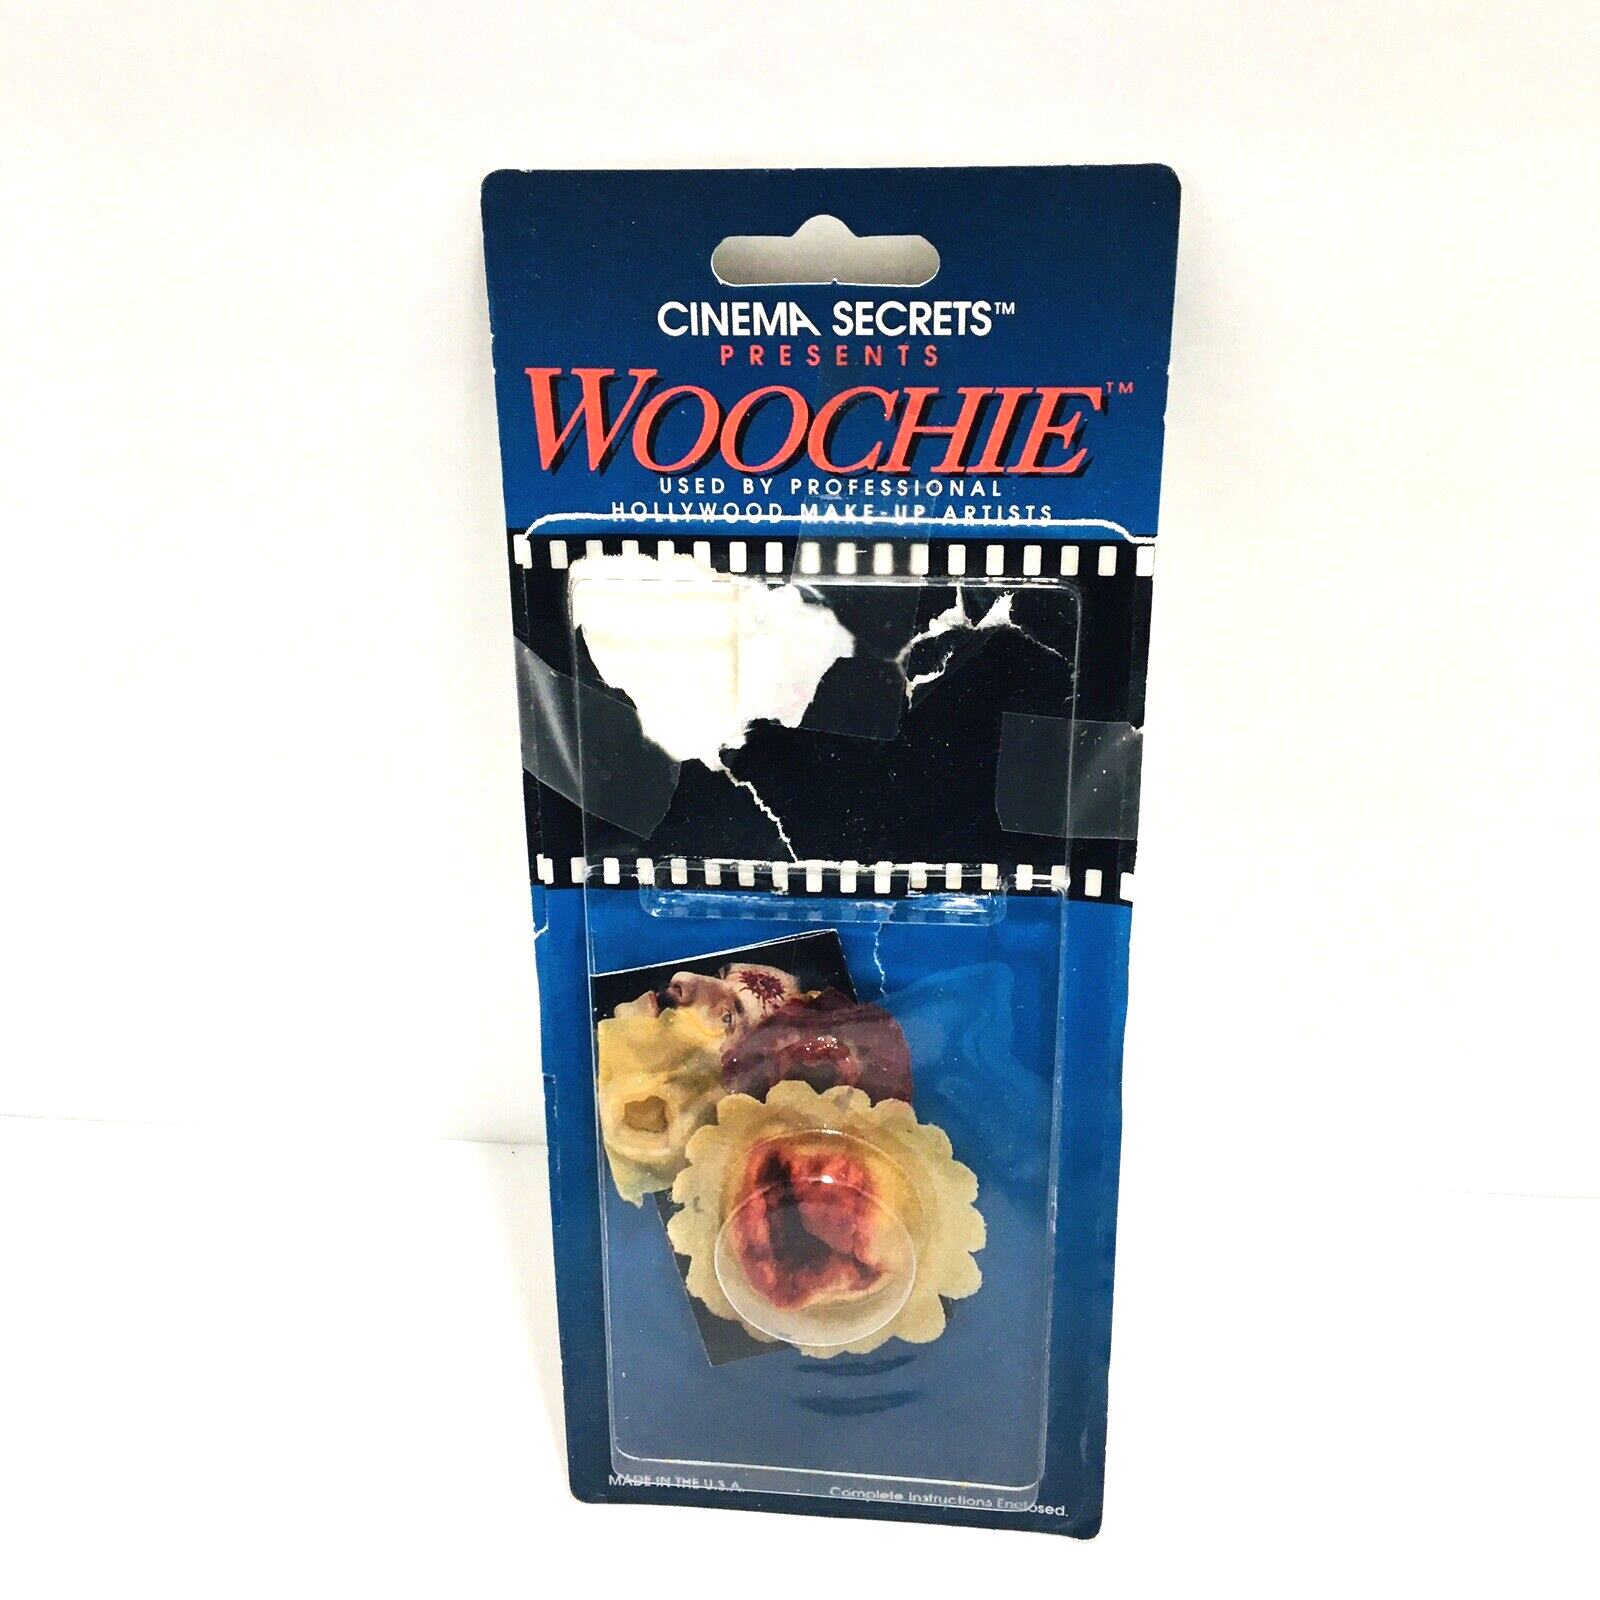 CINEMA SECRETS™
PRESENTS
WOOCHIE™
USED BY PROFESSIONAL
HOLLYWOOD MAKE-UP ARTISTS
MADE IN THE U.S.A.
Complete Instructions Enclosed.